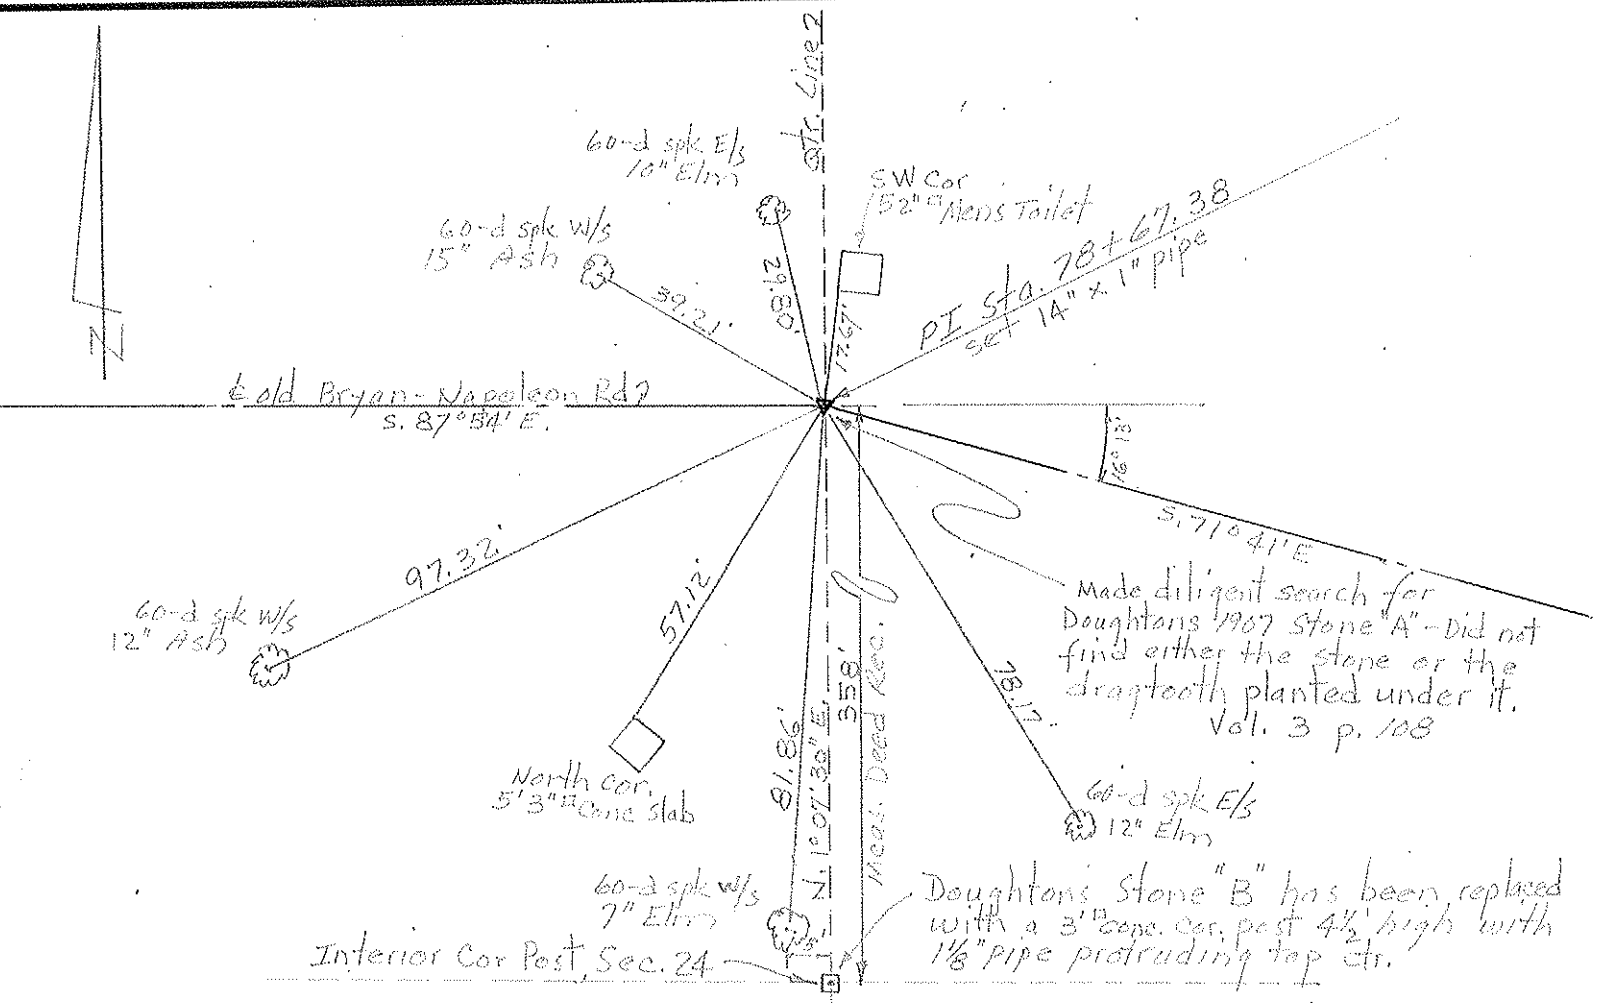 Qtr. Line
60-d spk E/s
10" Elm
SW Cor
52"□ Mens Toilet
60-d spk W/s
15" Ash
39.21'
29.80'
17.67'
PI Sta. 78+67.38
set 14" x 1" pipe
N
℄ old Bryan-Napoleon Rd
S. 87°54' E.
16°13'
S. 71°41' E
97.32'
57.12'
78.17'
60-d spk W/s
12" Ash
Made diligent search for
Doughtons 1907 Stone "A" - Did not
find either the stone or the
dragtooth planted under it.
Vol. 3 p. 108
North cor.
5'3"□ Conc Slab
81.86'
N. 1°07'30" E.
358'
Meas. Deed Rec.
60-d spk E/s
12" Elm
60-d spk W/s
7" Elm
Doughtons Stone "B" has been replaced
with a 3'□ conc. cor. post 4½' high with
1⅛" pipe protruding top ctr.
Interior Cor Post, Sec. 24